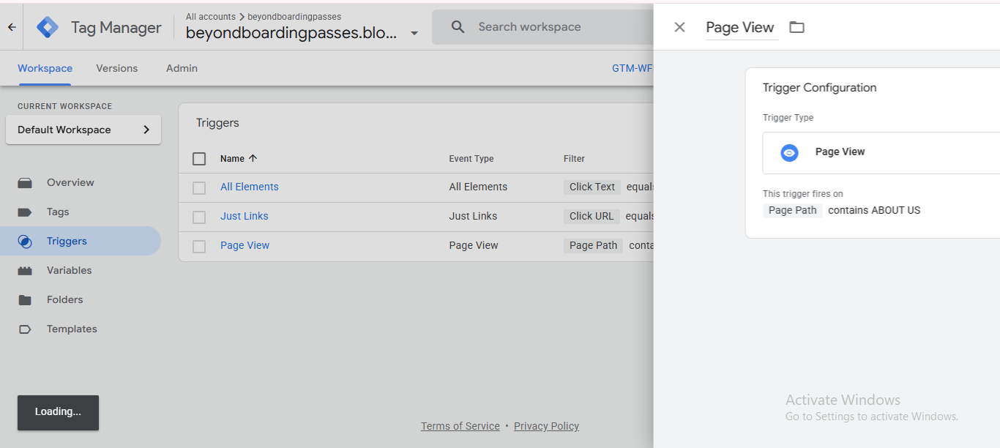 Tag Manager
All accounts > beyondboardingpasses
beyondboardingpasses.blo...
Search workspace
Workspace
Versions
Admin
GTM-WF
CURRENT WORKSPACE
Default Workspace
Overview
Tags
Triggers
Variables
Folders
Templates
Loading...
Triggers
Name Event Type Filter
All Elements All Elements Click Text equals
Just Links Just Links Click URL equals
Page View Page View Page Path conta
Terms of Service • Privacy Policy
Page View
Trigger Configuration
Trigger Type
Page View
This trigger fires on
Page Path contains ABOUT US
Activate Windows
Go to Settings to activate Windows.